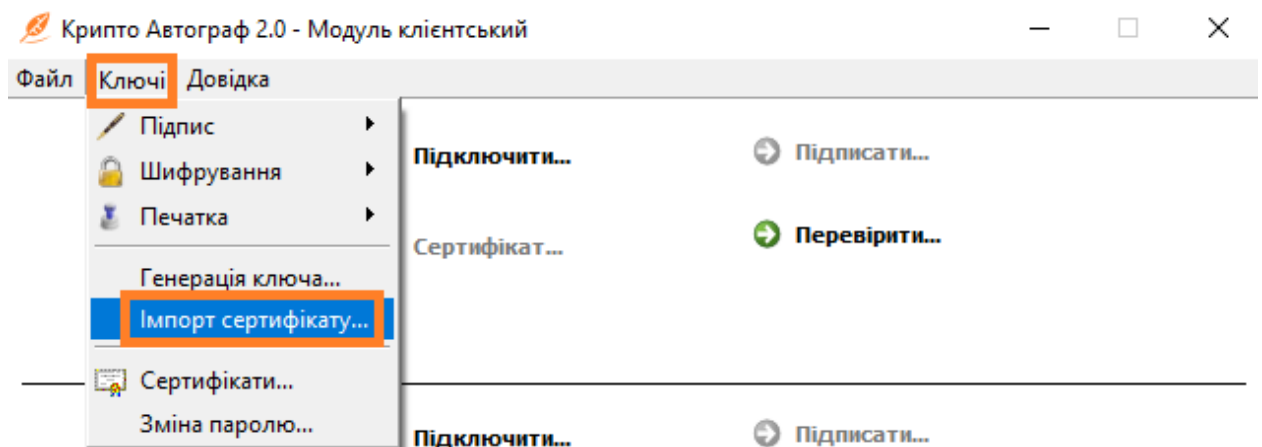 Крипто Автограф 2.0 - Модуль клієнтський
Файл Ключі Довідка
Підпис
Шифрування
Печатка
Генерація ключа...
Імпорт сертифікату...
Сертифікати...
Зміна паролю...
Підключити...
Підписати...
Сертифікат...
Перевірити...
Підключити...
Підписати...